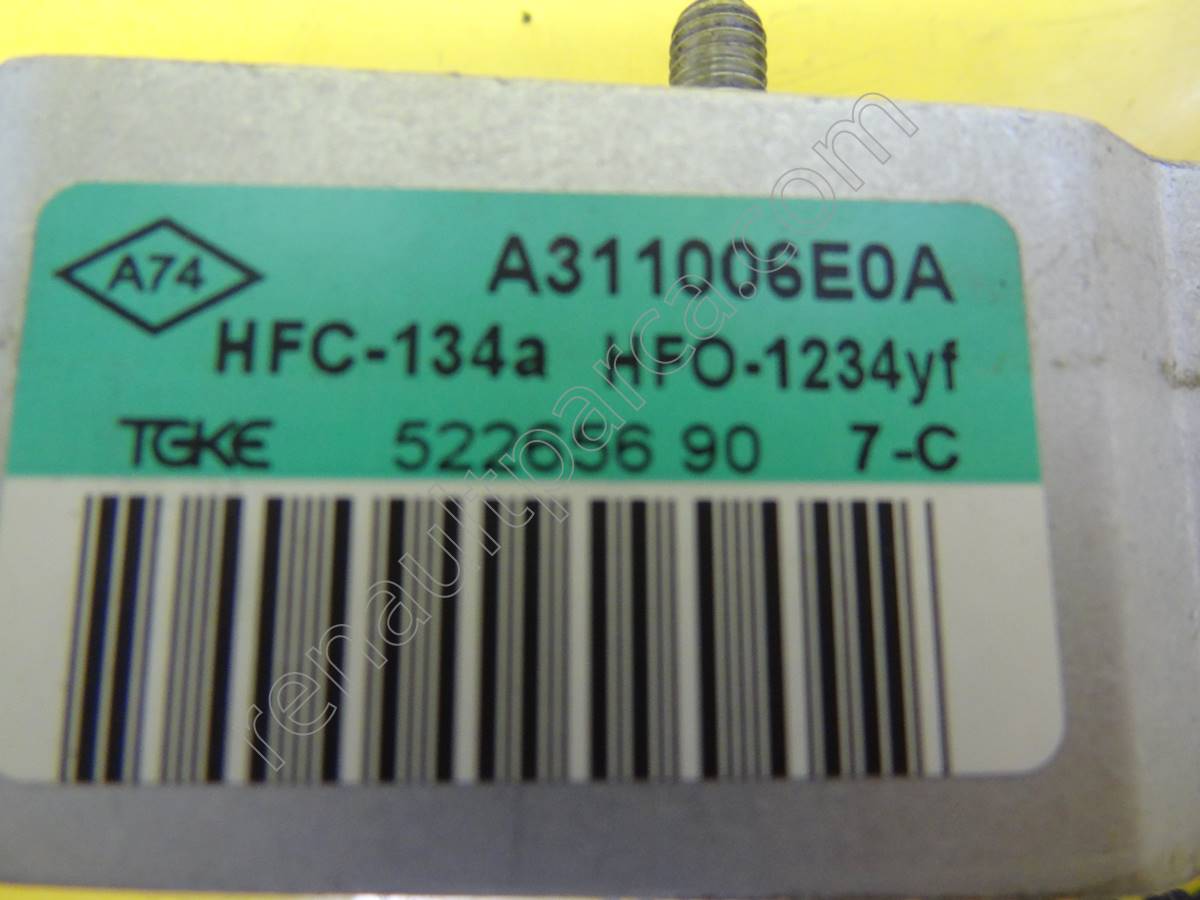 A74 A311006E0A
HFC-134a HFO-1234yf
TGKE 522656 90 7-C
renaultparca.com